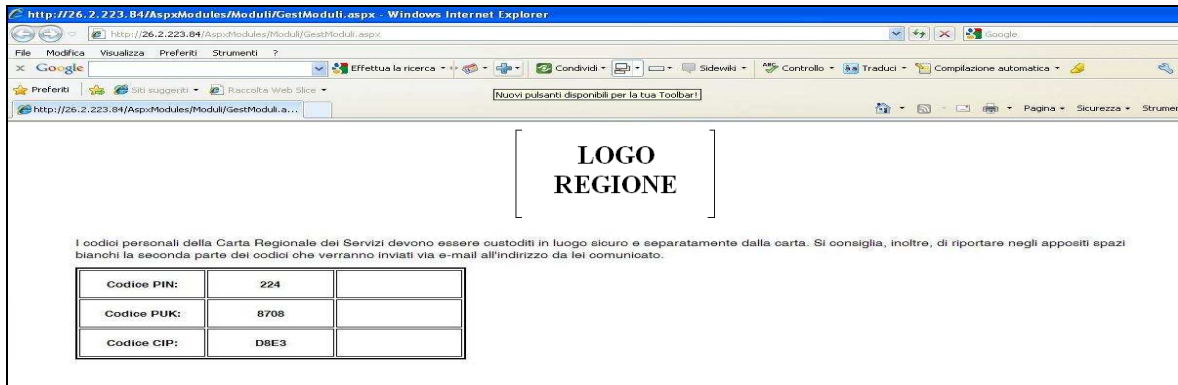 http://26.2.223.84/AspxModules/Moduli/GestModuli.aspx - Windows Internet Explorer
http://26.2.223.84/AspxModules/Moduli/GestModuli.aspx
Google
File Modifica Visualizza Preferiti Strumenti ?
Google Effettua la ricerca Condividi Sidewiki Controllo Traduci Compilazione automatica
Preferiti Siti suggeriti Raccolta Web Slice
Nuovi pulsanti disponibili per la tua Toolbar!
http://26.2.223.84/AspxModules/Moduli/GestModuli.a...
Pagina Sicurezza Strumen
LOGO
REGIONE
I codici personali della Carta Regionale dei Servizi devono essere custoditi in luogo sicuro e separatamente dalla carta. Si consiglia, inoltre, di riportare negli appositi spazi
bianchi la seconda parte dei codici che verranno inviati via e-mail all'indirizzo da lei comunicato.
Codice PIN: 224
Codice PUK: 8708
Codice CIP: D8E3